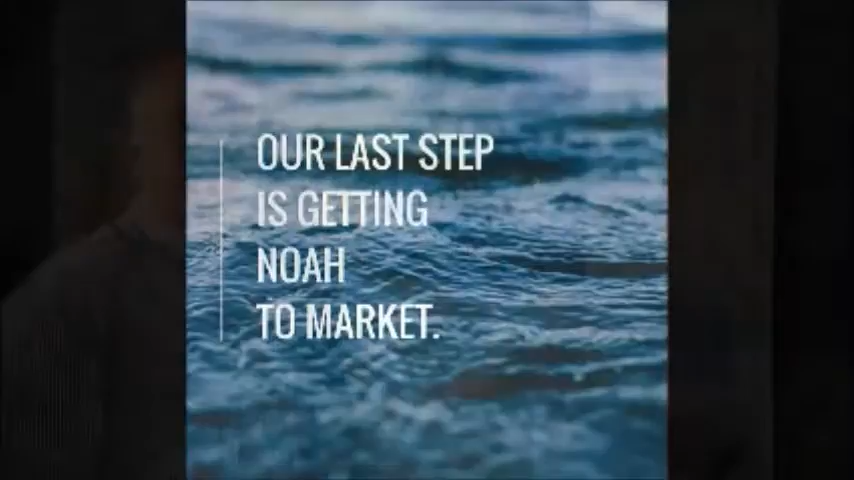 OUR LAST STEP
IS GETTING
NOAH
TO MARKET.